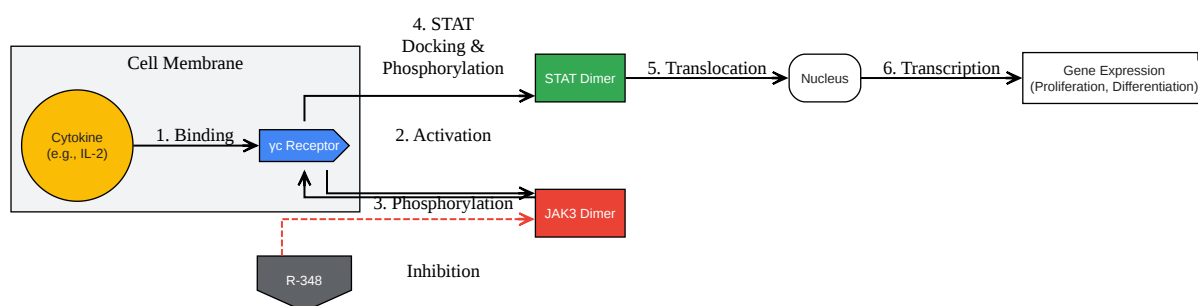 4. STAT
Docking &
Phosphorylation
Cell Membrane
Cytokine
(e.g., IL-2)
1. Binding
γc Receptor
2. Activation
STAT Dimer
5. Translocation
Nucleus
6. Transcription
Gene Expression
(Proliferation, Differentiation)
3. Phosphorylation
JAK3 Dimer
R-348
Inhibition